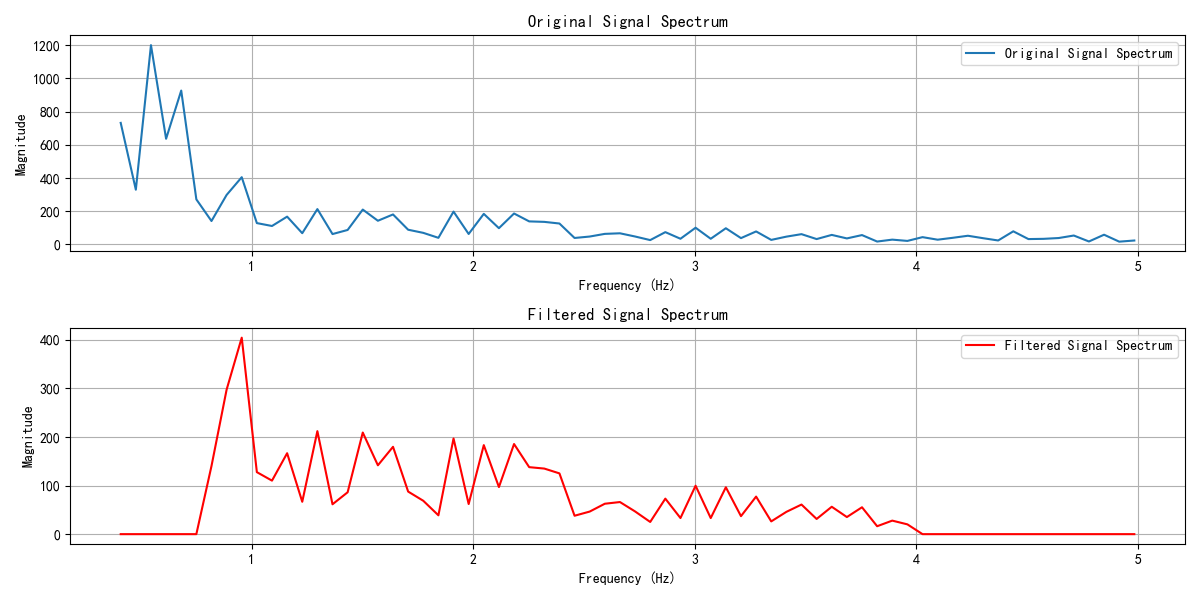 Original Signal Spectrum
Original Signal Spectrum
Magnitude
1200
1000
800
600
400
200
0
1 2 3 4 5
Frequency (Hz)
Filtered Signal Spectrum
Filtered Signal Spectrum
Magnitude
400
300
200
100
0
1 2 3 4 5
Frequency (Hz)